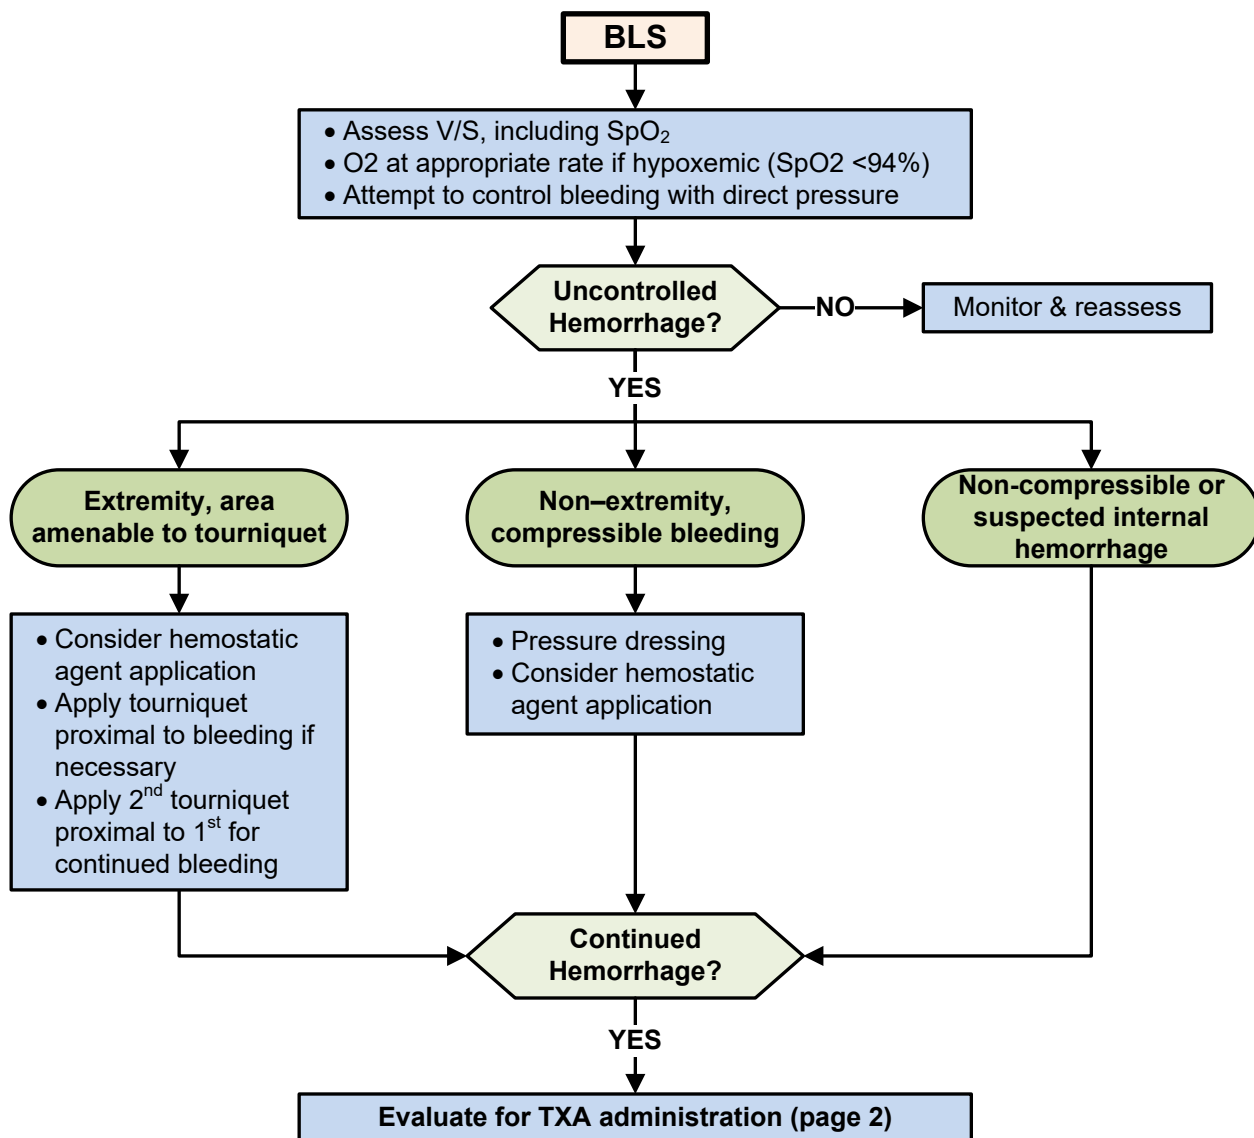 BLS
• Assess V/S, including SpO₂
• O2 at appropriate rate if hypoxemic (SpO2 <94%)
• Attempt to control bleeding with direct pressure
Uncontrolled
Hemorrhage?
NO
Monitor & reassess
YES
Extremity, area
amenable to tourniquet
Non–extremity,
compressible bleeding
Non-compressible or
suspected internal
hemorrhage
• Consider hemostatic
agent application
• Apply tourniquet
proximal to bleeding if
necessary
• Apply 2nd tourniquet
proximal to 1st for
continued bleeding
• Pressure dressing
• Consider hemostatic
agent application
Continued
Hemorrhage?
YES
Evaluate for TXA administration (page 2)